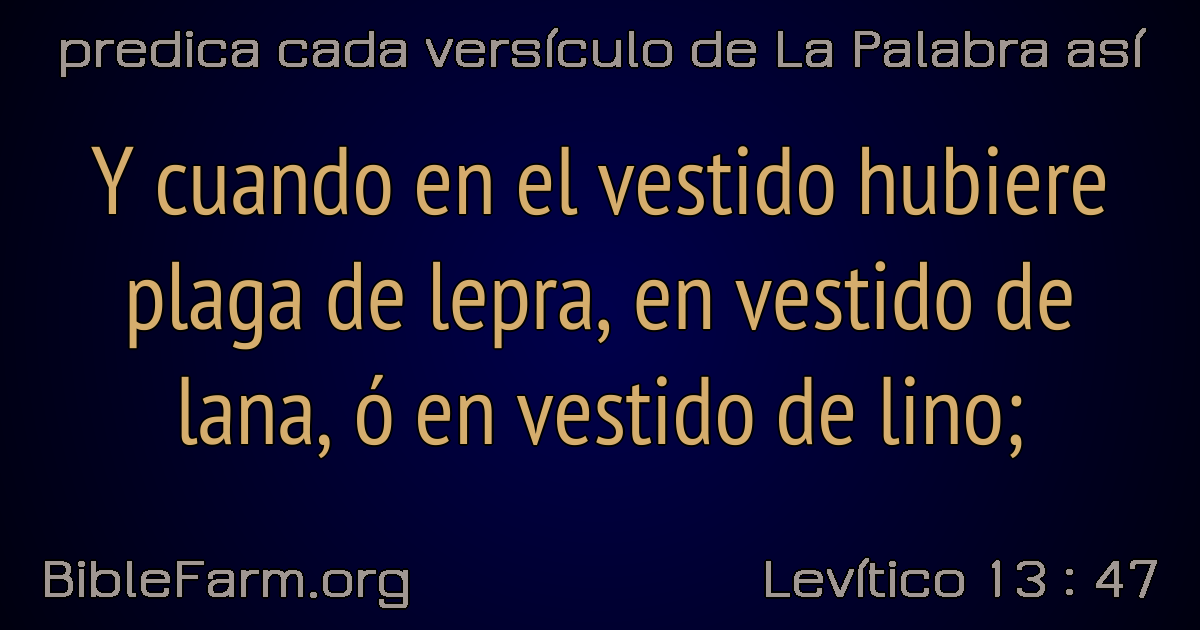 predica cada versículo de La Palabra así
Y cuando en el vestido hubiere
plaga de lepra, en vestido de
lana, ó en vestido de lino;
BibleFarm.org
Levítico 13 : 47